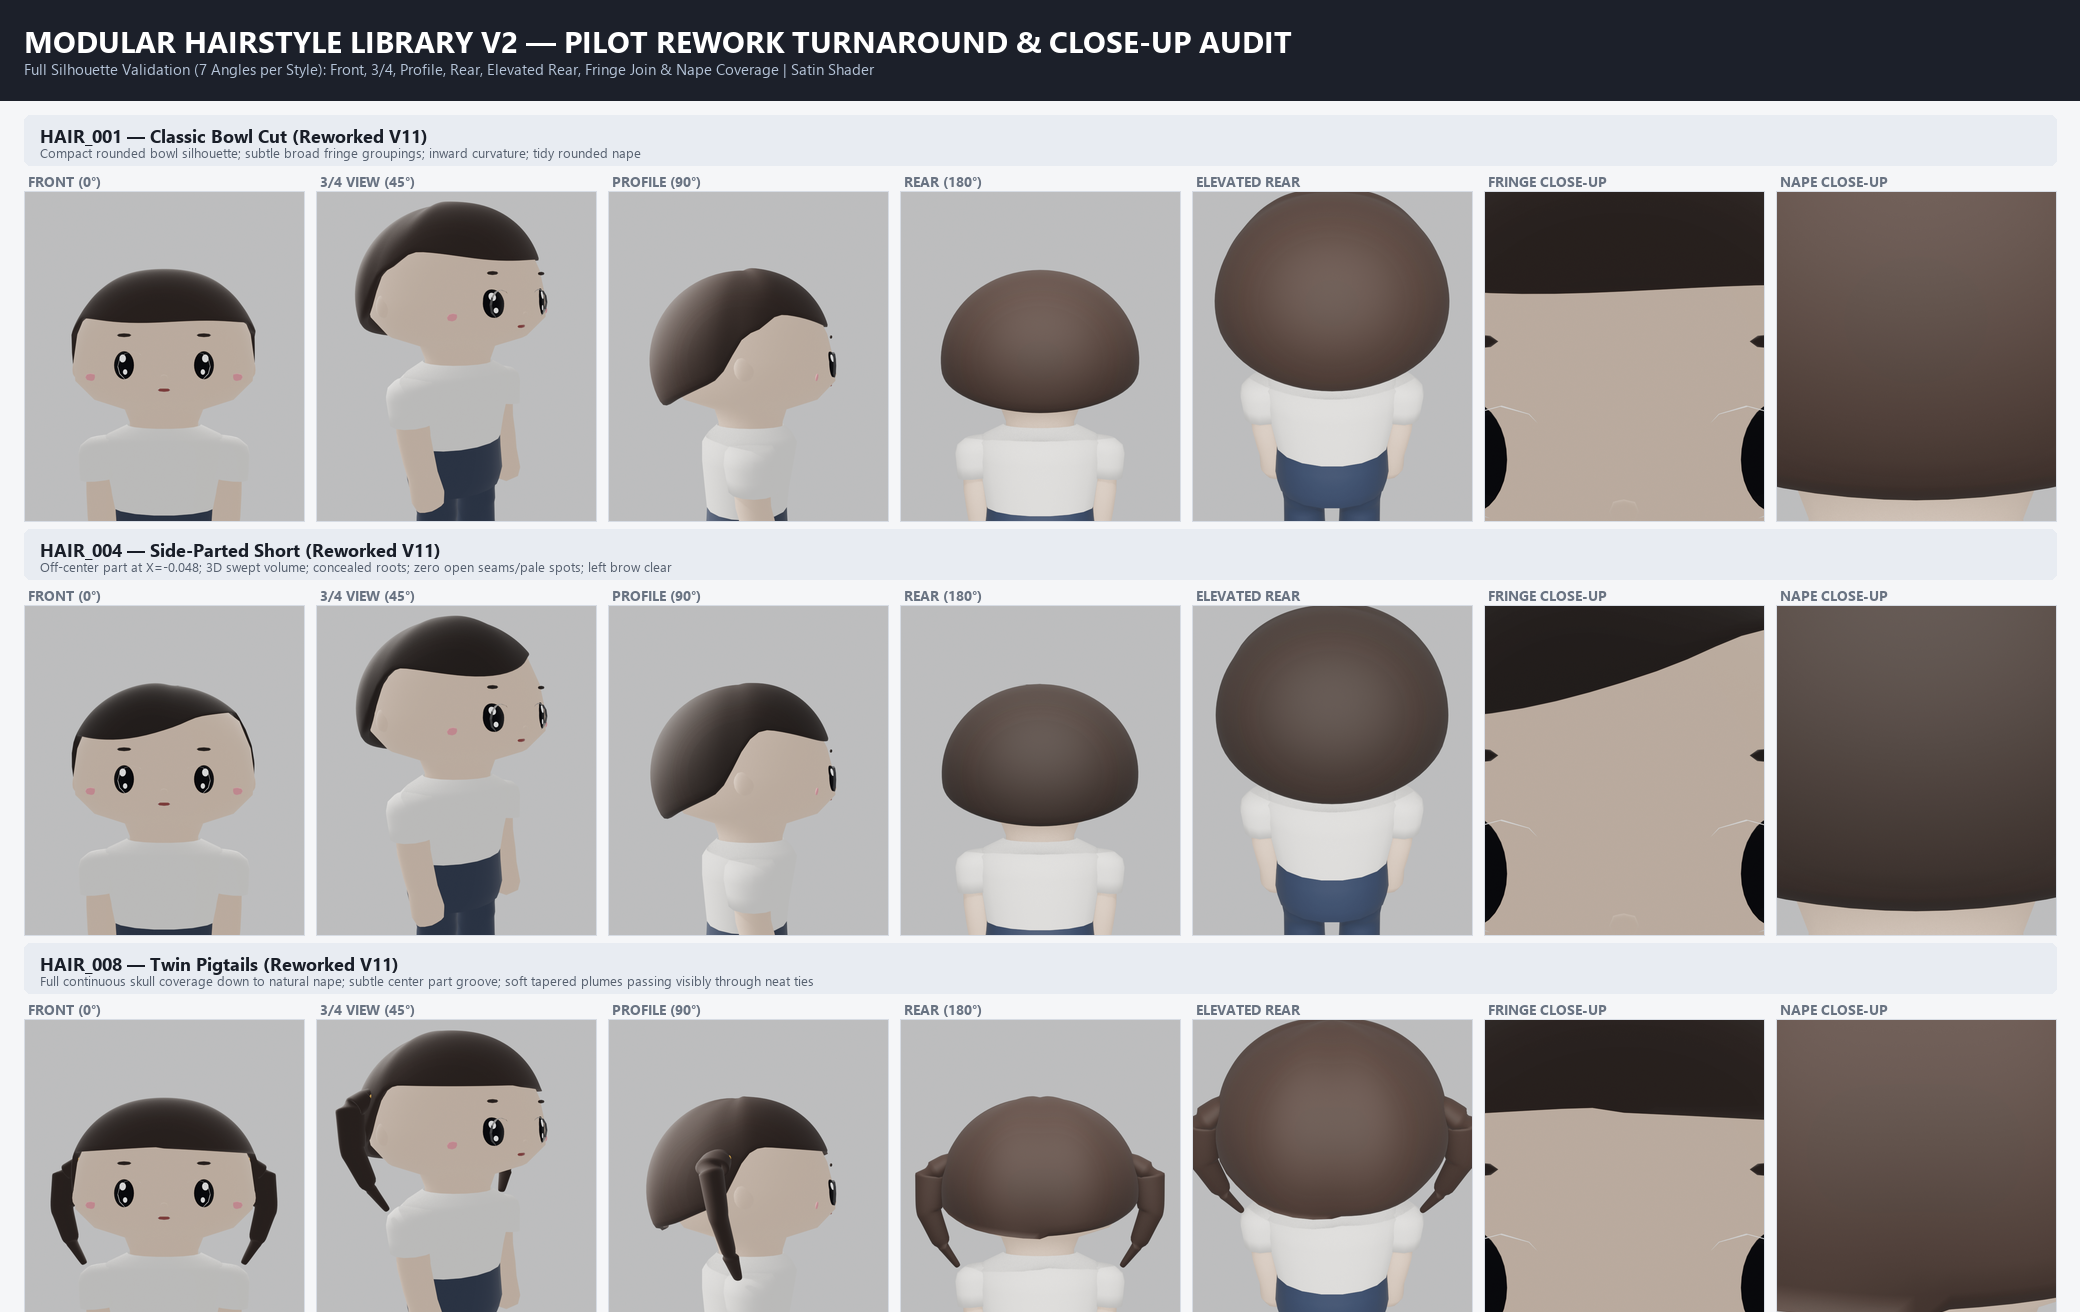 MODULAR HAIRSTYLE LIBRARY V2 — PILOT REWORK TURNAROUND & CLOSE-UP AUDIT
Full Silhouette Validation (7 Angles per Style): Front, 3/4, Profile, Rear, Elevated Rear, Fringe Join & Nape Coverage | Satin Shader
HAIR_001 — Classic Bowl Cut (Reworked V11)
Compact rounded bowl silhouette; subtle broad fringe groupings; inward curvature; tidy rounded nape
FRONT (0°) 3/4 VIEW (45°) PROFILE (90°) REAR (180°) ELEVATED REAR FRINGE CLOSE-UP NAPE CLOSE-UP
HAIR_004 — Side-Parted Short (Reworked V11)
Off-center part at X=-0.048; 3D swept volume; concealed roots; zero open seams/pale spots; left brow clear
FRONT (0°) 3/4 VIEW (45°) PROFILE (90°) REAR (180°) ELEVATED REAR FRINGE CLOSE-UP NAPE CLOSE-UP
HAIR_008 — Twin Pigtails (Reworked V11)
Full continuous skull coverage down to natural nape; subtle center part groove; soft tapered plumes passing visibly through neat ties
FRONT (0°) 3/4 VIEW (45°) PROFILE (90°) REAR (180°) ELEVATED REAR FRINGE CLOSE-UP NAPE CLOSE-UP